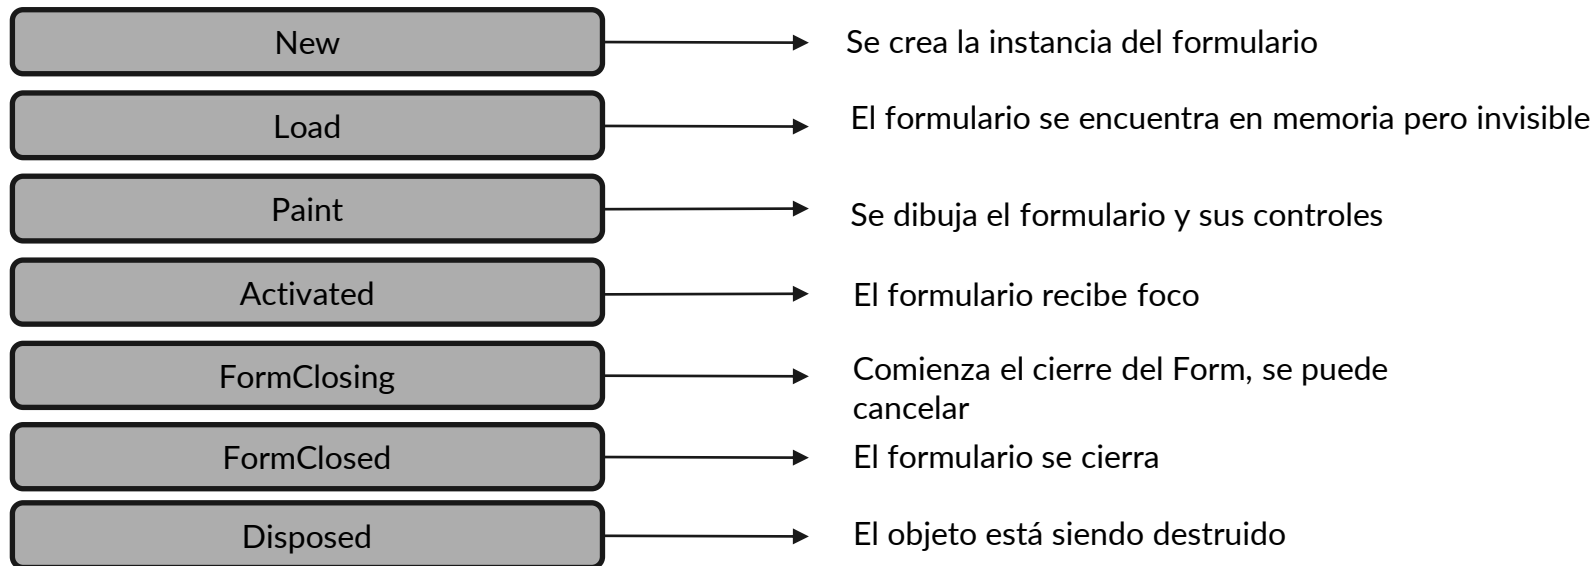 New
Se crea la instancia del formulario
Load
El formulario se encuentra en memoria pero invisible
Paint
Se dibuja el formulario y sus controles
Activated
El formulario recibe foco
FormClosing
Comienza el cierre del Form, se puede
cancelar
FormClosed
El formulario se cierra
Disposed
El objeto está siendo destruido